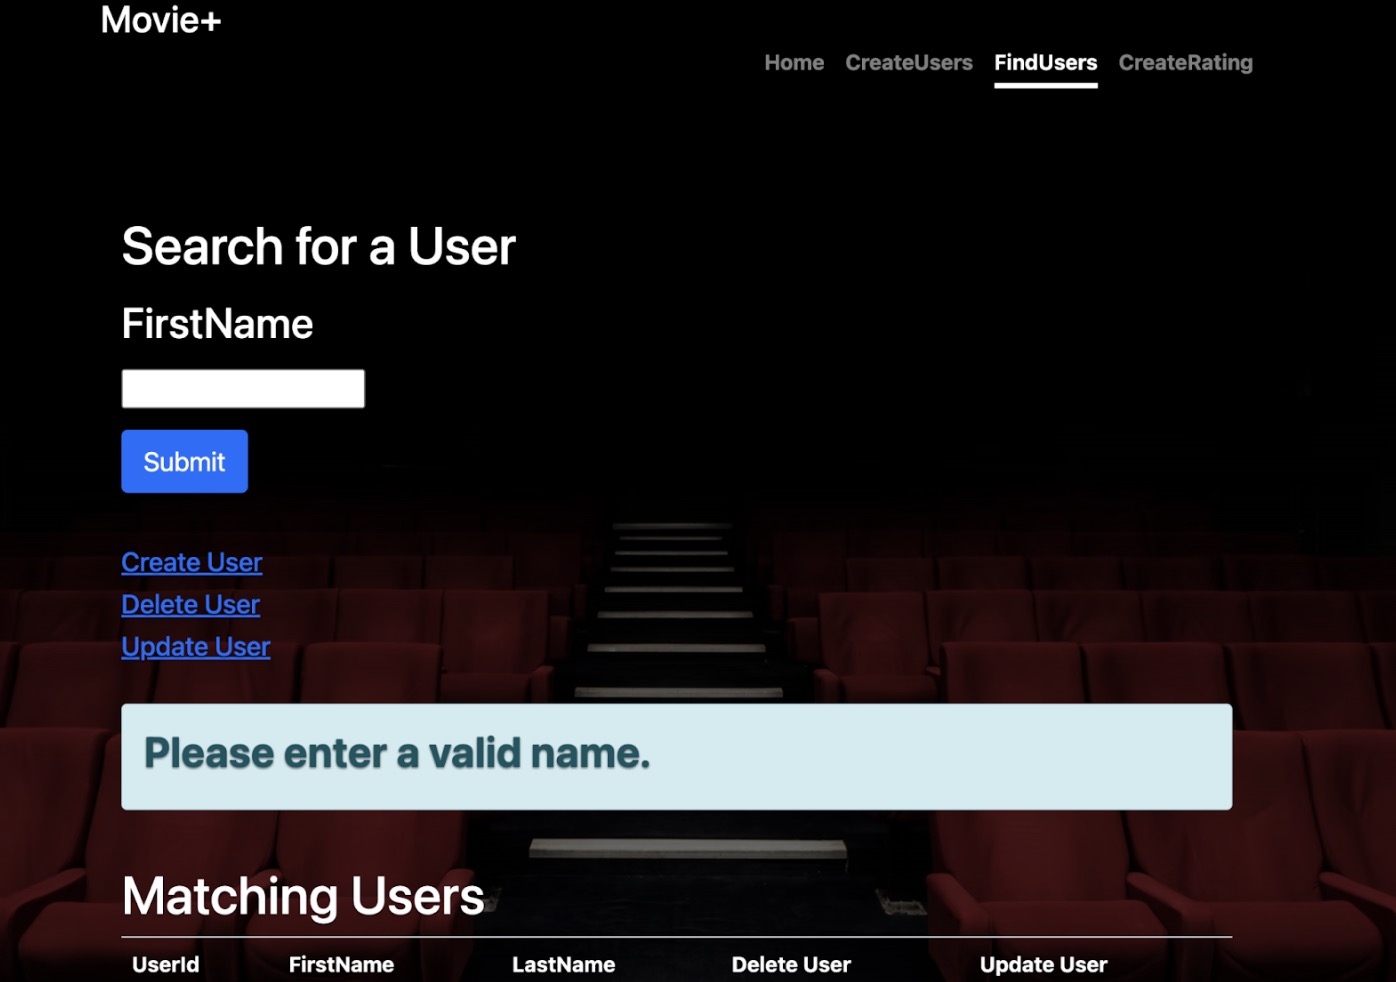 Movie+
Home CreateUsers FindUsers CreateRating
Search for a User
FirstName
Submit
Create User
Delete User
Update User
Please enter a valid name.
Matching Users
UserId FirstName LastName Delete User Update User